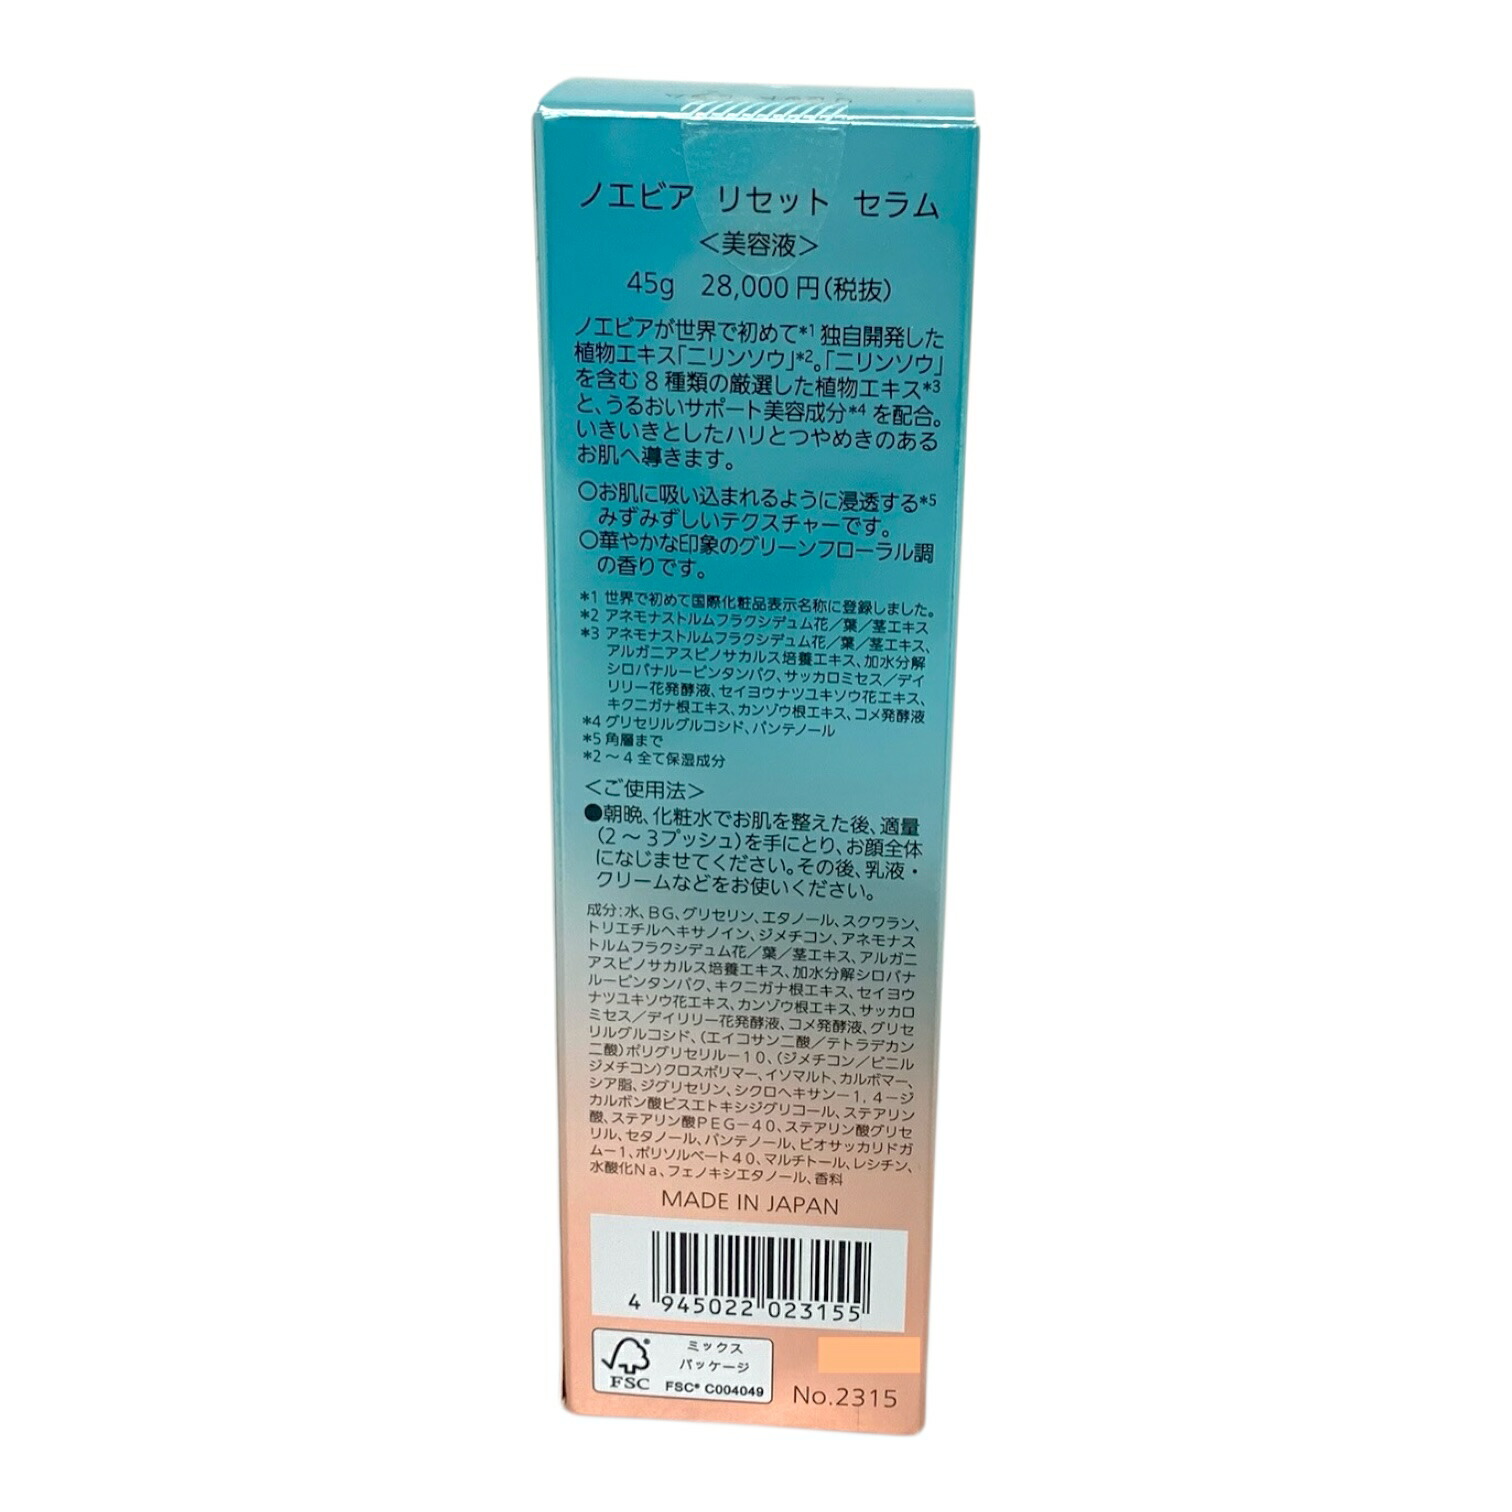 ノエビア リセット セラム
＜美容液＞
45g 28,000円(税抜)
ノエビアが世界で初めて*1独自開発した
植物エキス「ニリンソウ」*2。「ニリンソウ」
を含む8種類の厳選した植物エキス*3
と、うるおいサポート美容成分*4を配合。
いきいきとしたハリとつやめきのある
お肌へ導きます。
○お肌に吸い込まれるように浸透する*5
みずみずしいテクスチャーです。
○華やかな印象のグリーンフローラル調
の香りです。
*1 世界で初めて国際化粧品表示名称に登録しました。
*2 アネモナストルムフラクシデュム花／葉／茎エキス
*3 アネモナストルムフラクシデュム花／葉／茎エキス、
アルガニアスピノサカルス培養エキス、加水分解
シロバナルーピンタンパク、サッカロミセス／デイ
リリー花発酵液、セイヨウナツユキソウ花エキス、
キクニガナ根エキス、カンゾウ根エキス、コメ発酵液
*4 グリセリルグルコシド、パンテノール
*5 角層まで
*2～4 全て保湿成分
＜ご使用法＞
●朝晩、化粧水でお肌を整えた後、適量
(2～3プッシュ)を手にとり、お顔全体
になじませてください。その後、乳液・
クリームなどをお使いください。
成分：水、BG、グリセリン、エタノール、スクワラン、
トリエチルヘキサノイン、ジメチコン、アネモナス
トルムフラクシデュム花／葉／茎エキス、アルガニ
アスピノサカルス培養エキス、加水分解シロバナ
ルーピンタンパク、キクニガナ根エキス、セイヨウ
ナツユキソウ花エキス、カンゾウ根エキス、サッカロ
ミセス／デイリリー花発酵液、コメ発酵液、グリセ
リルグルコシド、(エイコサン二酸／テトラデカン
二酸)ポリグリセリル－10、(ジメチコン／ビニル
ジメチコン)クロスポリマー、イソマルト、カルボマー、
シア脂、ジグリセリン、シクロヘキサン－1，4－ジ
カルボン酸ビスエトキシジグリコール、ステアリン
酸、ステアリン酸PEG－40、ステアリン酸グリセ
リル、セタノール、パンテノール、ビオサッカリドガ
ム－1、ポリソルベート40、マルチトール、レシチン、
水酸化Na、フェノキシエタノール、香料
MADE IN JAPAN
4 945022 023155
FSC
ミックス
パッケージ
FSC® C004049
No.2315